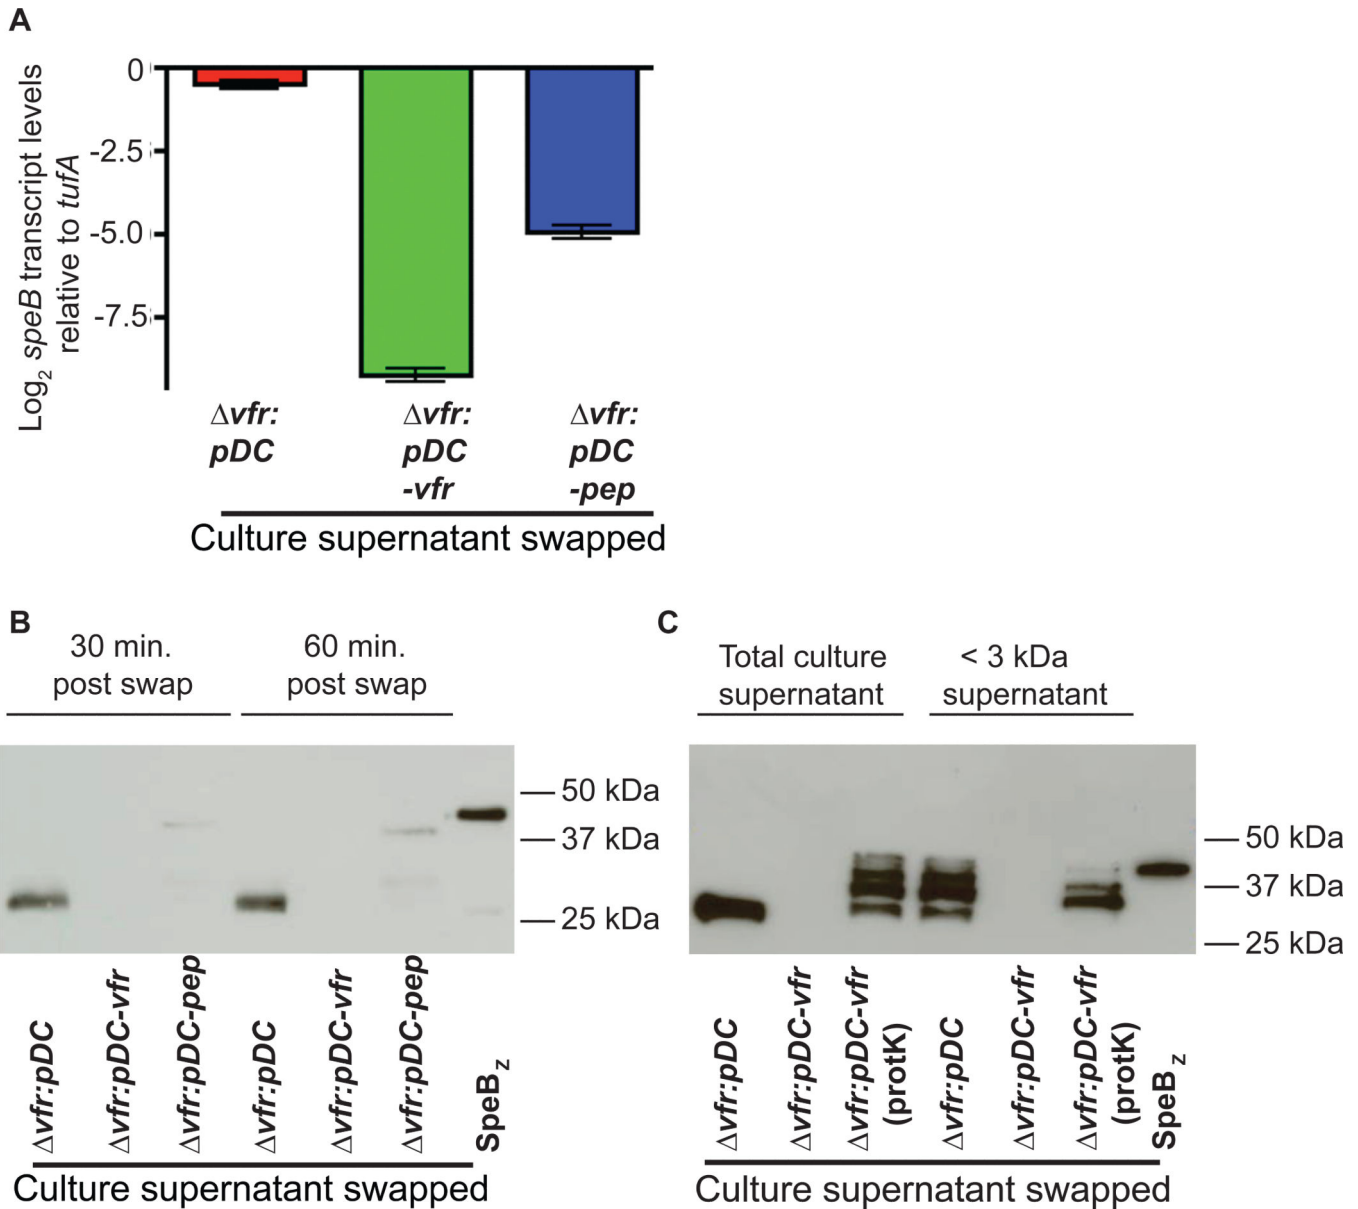 A
Log2 speB transcript levels
relative to tufA
0
-2.5
-5.0
-7.5
Δvfr:
pDC
Δvfr:
pDC
-vfr
Δvfr:
pDC
-pep
Culture supernatant swapped
B
30 min.
post swap
60 min.
post swap
50 kDa
37 kDa
25 kDa
Δvfr:pDC
Δvfr:pDC-vfr
Δvfr:pDC-pep
Δvfr:pDC
Δvfr:pDC-vfr
Δvfr:pDC-pep
SpeBZ
Culture supernatant swapped
C
Total culture
supernatant
< 3 kDa
supernatant
50 kDa
37 kDa
25 kDa
Δvfr:pDC
Δvfr:pDC-vfr
Δvfr:pDC-vfr
(protK)
Δvfr:pDC
Δvfr:pDC-vfr
Δvfr:pDC-vfr
(protK)
SpeBZ
Culture supernatant swapped